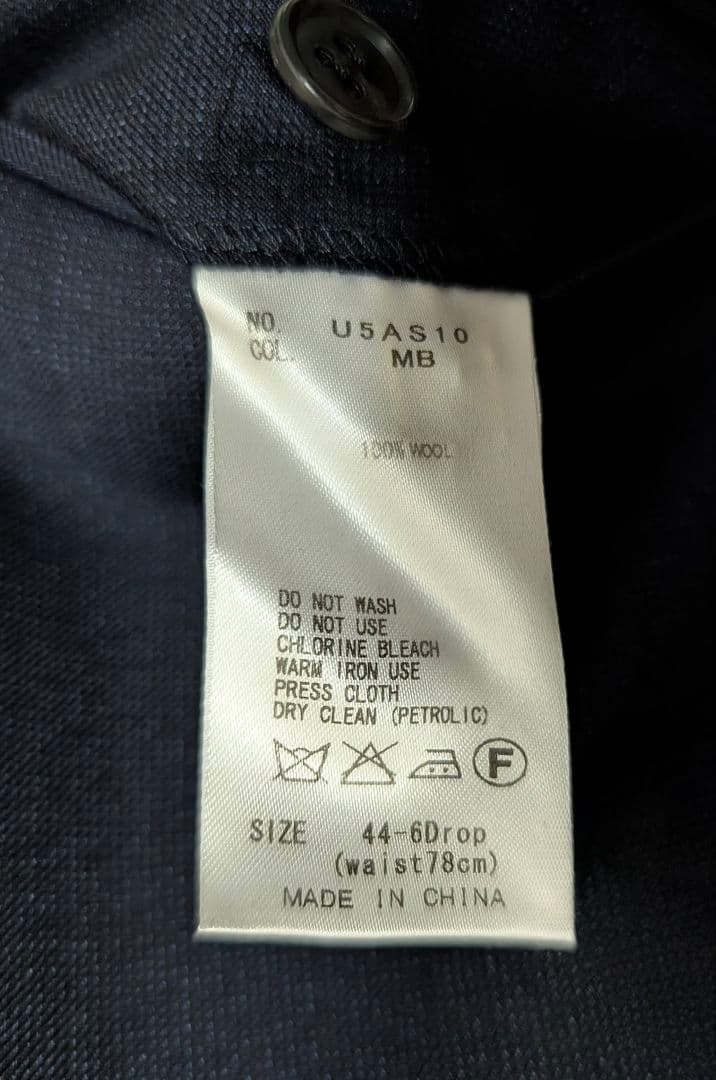 NO. U5AS10
COL. MB
100% WOOL
DO NOT WASH
DO NOT USE
CHLORINE BLEACH
WARM IRON USE
PRESS CLOTH
DRY CLEAN (PETROLIC)
F
SIZE 44-6Drop
(waist78cm)
MADE IN CHINA